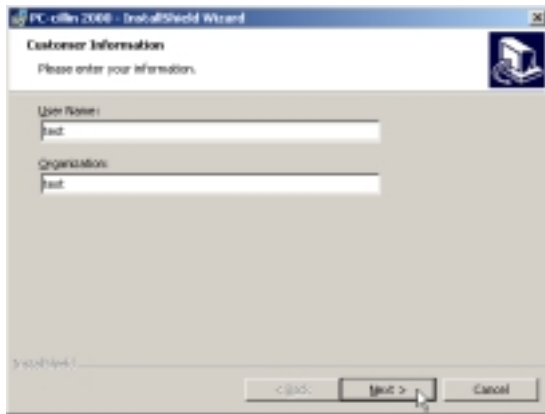 PC-cillin 2000 - InstallShield Wizard
Customer Information
Please enter your information.
User Name:
test
Organization:
test
InstallShield
< Back
Next >
Cancel